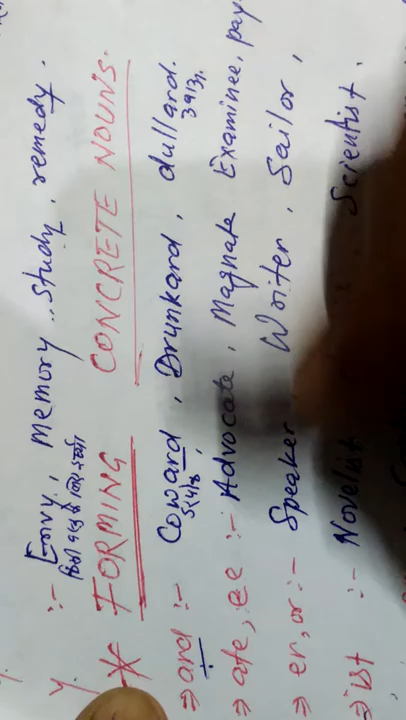 y :- Envy, memory, study, remedy.
* FORMING CONCRETE NOUNS.
⇒ ard :- Coward, Drunkard, dullard.
⇒ ate, ee :- Advocate, Magnate Examinee, pay
⇒ er, or :- Speaker Writer, Sailor,
⇒ ist :- Novelist Scientist.